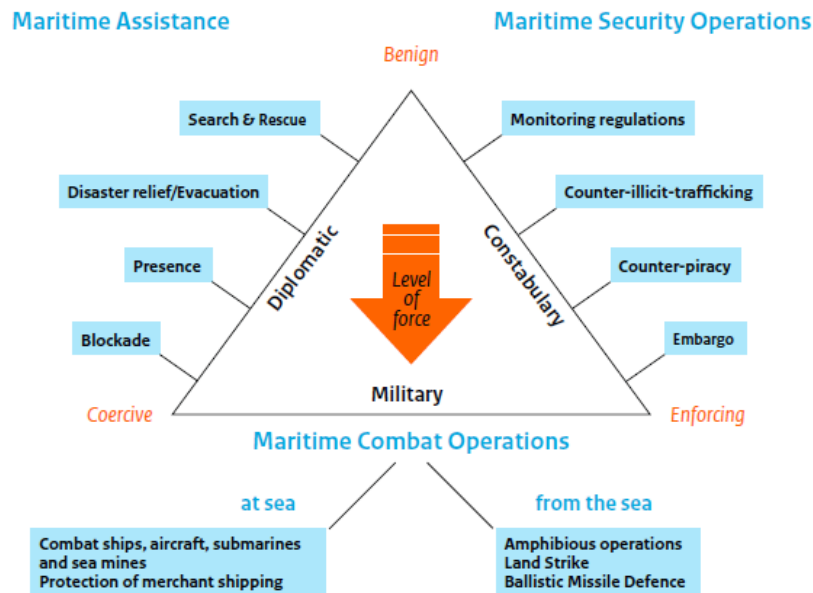 Maritime Assistance
Maritime Security Operations
Benign
Search & Rescue
Monitoring regulations
Disaster relief/Evacuation
Counter-illicit-trafficking
Diplomatic
Constabulary
Presence
Counter-piracy
Level
of
force
Blockade
Embargo
Military
Coercive
Enforcing
Maritime Combat Operations
at sea
from the sea
Combat ships, aircraft, submarines
and sea mines
Protection of merchant shipping
Amphibious operations
Land Strike
Ballistic Missile Defence